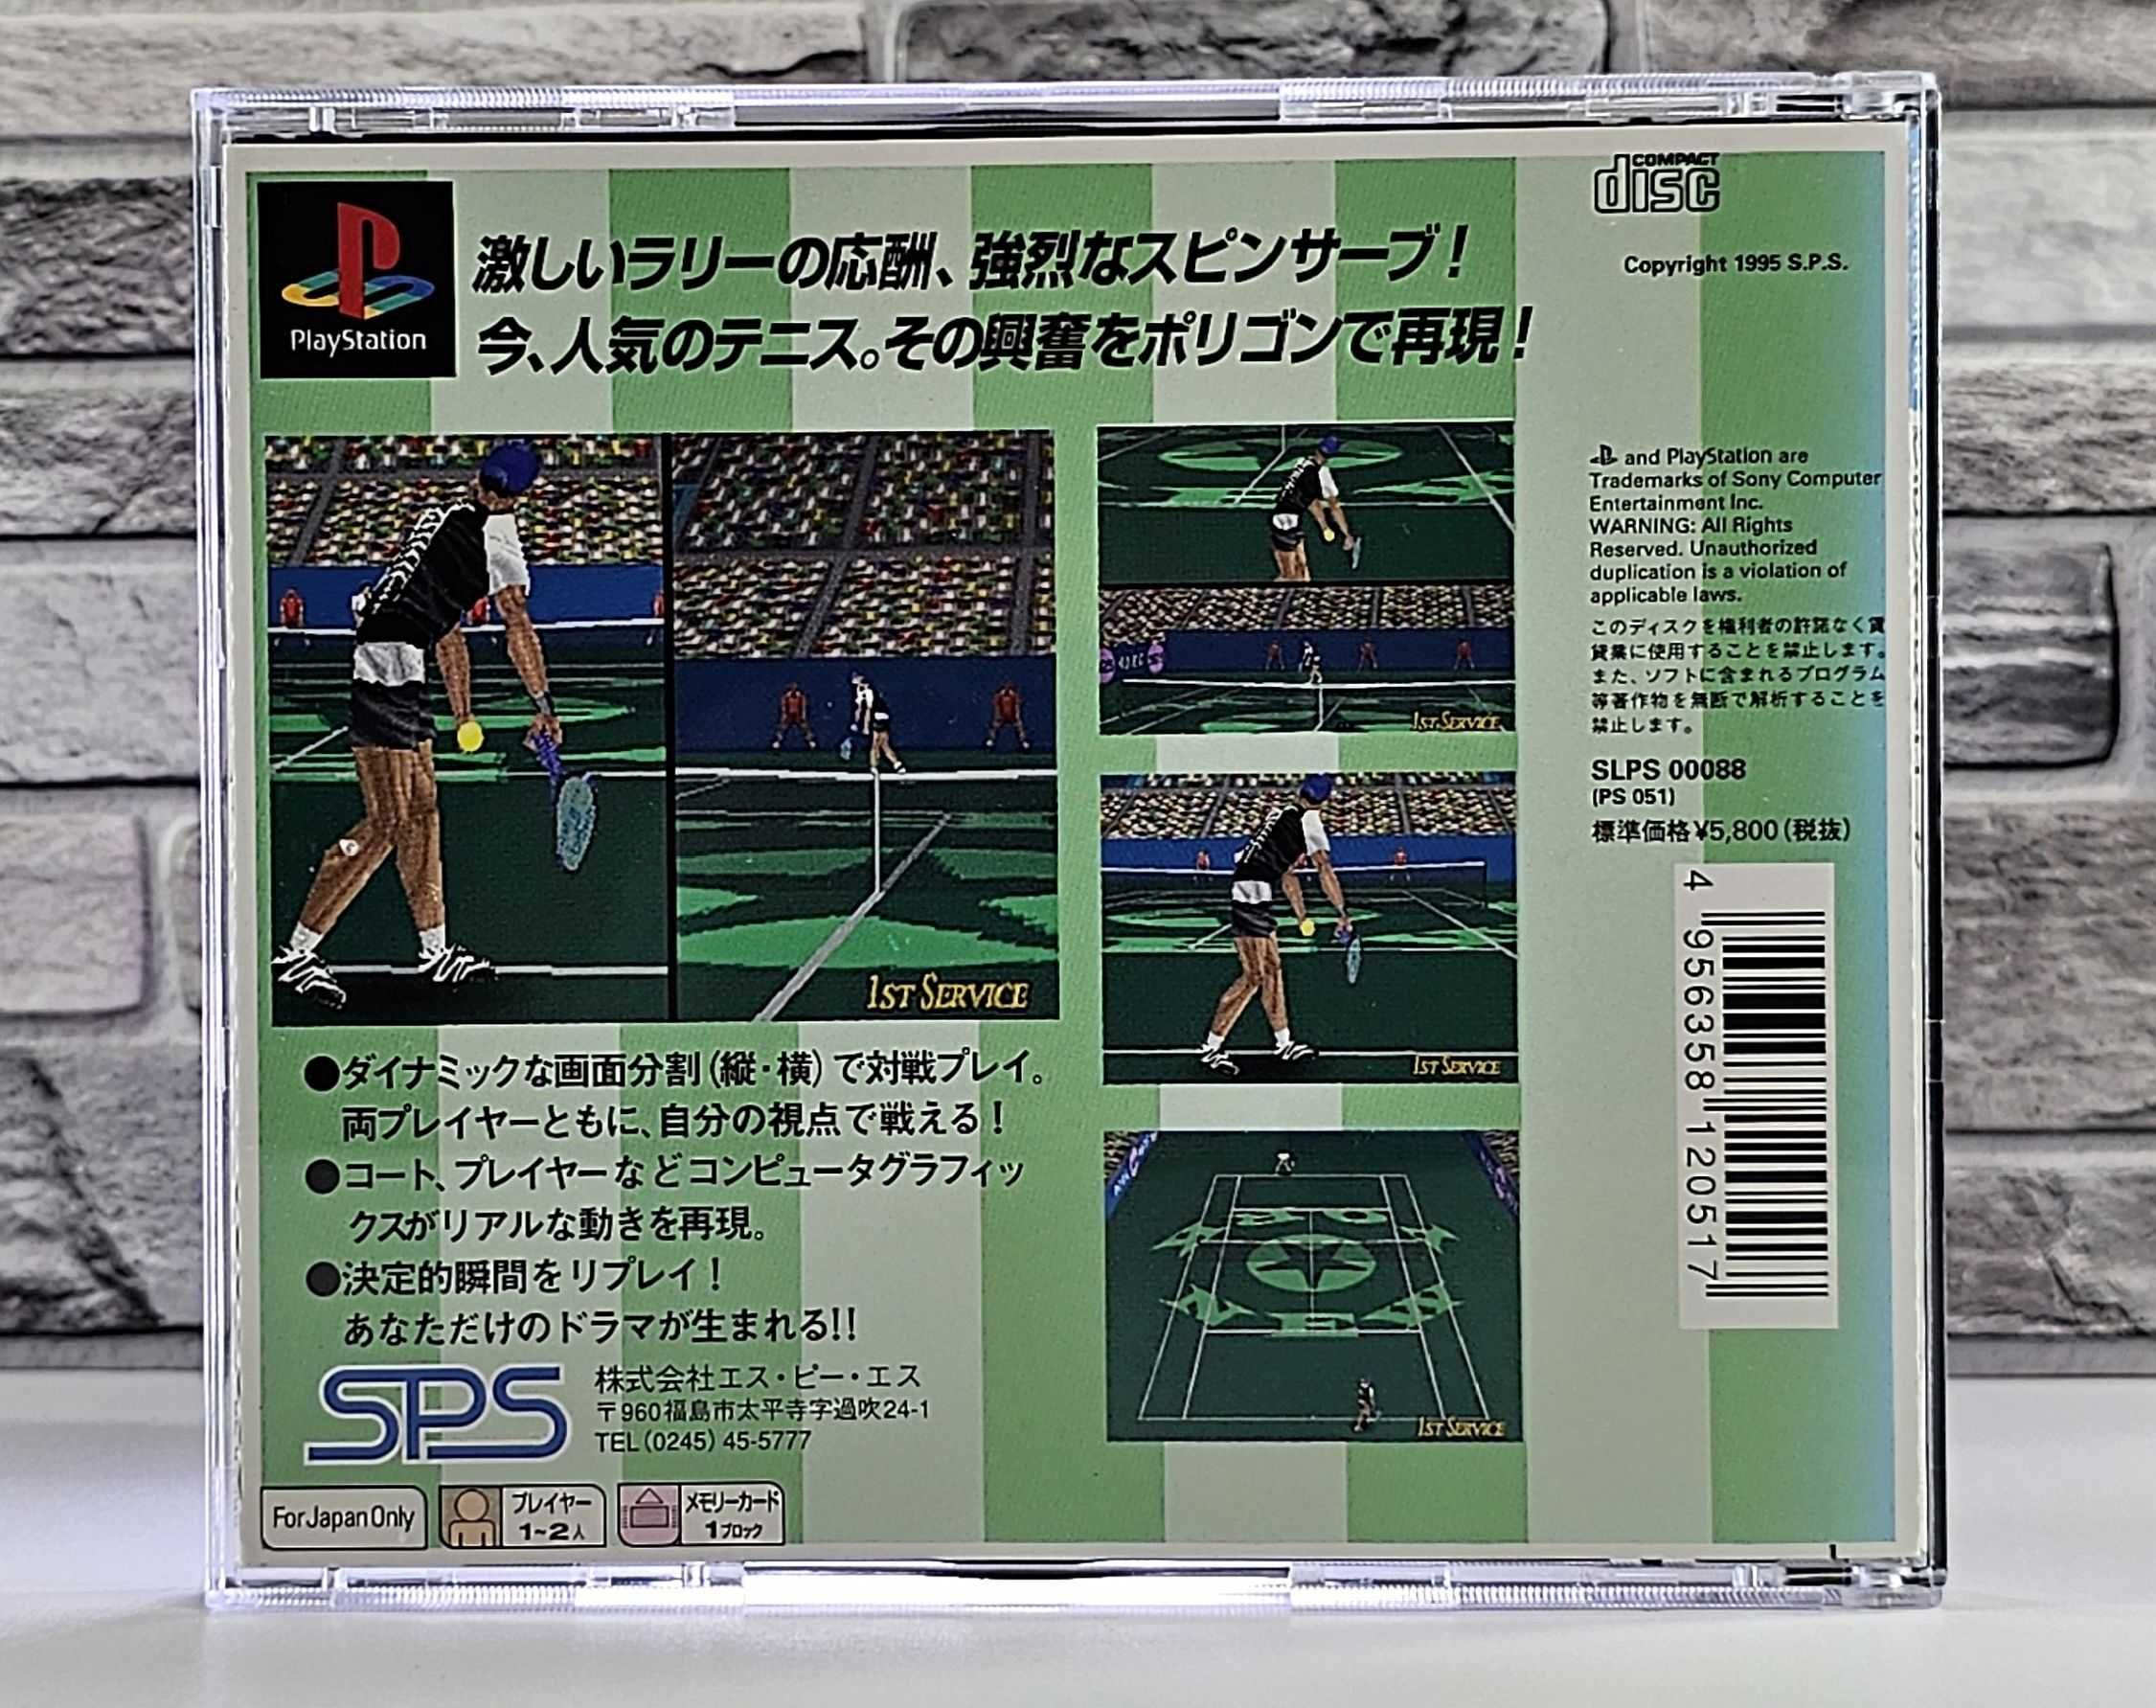 PlayStation
激しいラリーの応酬、強烈なスピンサーブ!
今、人気のテニス。その興奮をポリゴンで再現!
1ST SERVICE
1ST SERVICE
1ST SERVICE
1ST SERVICE
●ダイナミックな画面分割(縦・横)で対戦プレイ。
両プレイヤーともに、自分の視点で戦える!
●コート、プレイヤーなどコンピュータグラフィッ
クスがリアルな動きを再現。
●決定的瞬間をリプレイ!
あなただけのドラマが生まれる!!
SPS
株式会社エス・ピー・エス
〒960福島市太平寺字過吹24-1
TEL(0245)45-5777
For Japan Only
プレイヤー
1~2人
メモリーカード
1ブロック
COMPACT
disc
Copyright 1995 S.P.S.
and PlayStation are
Trademarks of Sony Computer
Entertainment Inc.
WARNING: All Rights
Reserved. Unauthorized
duplication is a violation of
applicable laws.
このディスクを権利者の許諾なく賃
貸業に使用することを禁止します。
また、ソフトに含まれるプログラム
等著作物を無断で解析することを
禁止します。
SLPS 00088
(PS 051)
標準価格¥5,800(税抜)
4 956358 120517